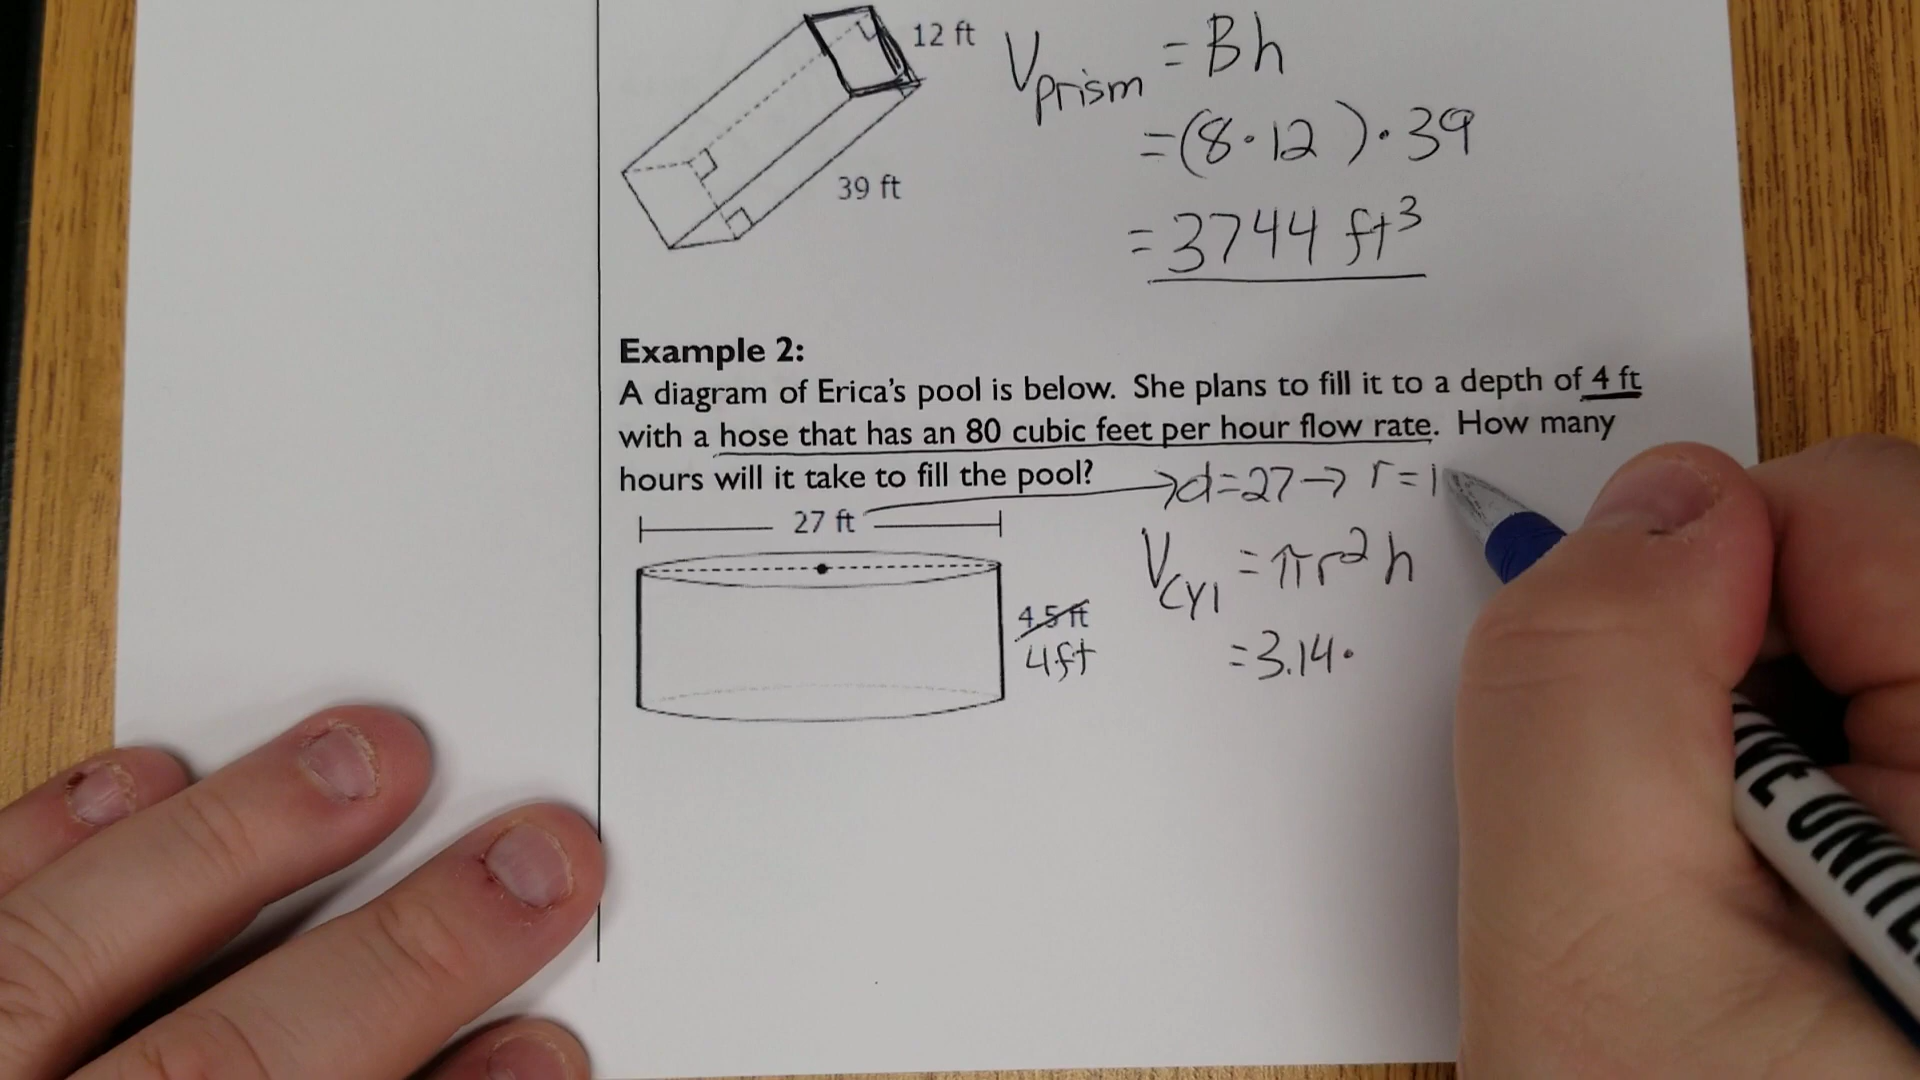 12 ft
V prism = Bh
= (8 · 12) · 39
39 ft
= 3744 ft³
Example 2:
A diagram of Erica's pool is below. She plans to fill it to a depth of 4 ft
with a hose that has an 80 cubic feet per hour flow rate. How many
hours will it take to fill the pool?
→ d = 27 → r = 1
27 ft
V cyl = πr²h
4.5 ft
4 ft
= 3.14 ·